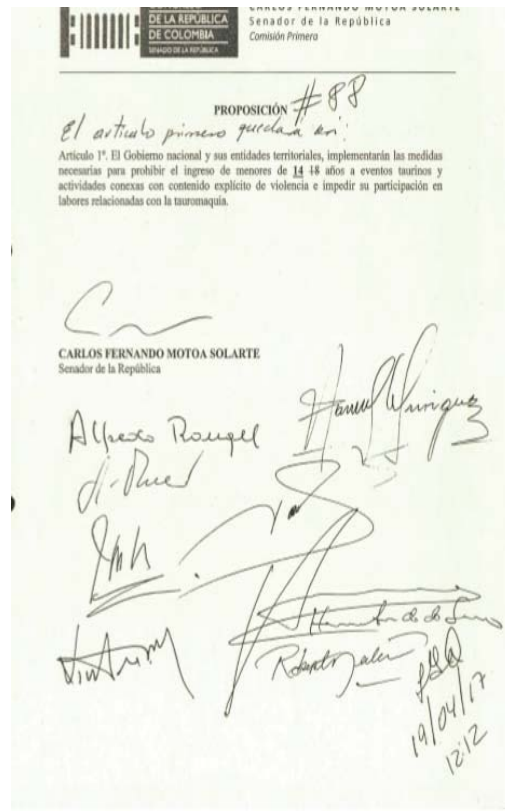 DE LA REPÚBLICA
DE COLOMBIA
SENADO DE LA REPÚBLICA
CARLOS FERNANDO MOTOA SOLARTE
Senador de la República
Comisión Primera
PROPOSICIÓN #88
El artículo primero quedará así:
Artículo 1º. El Gobierno nacional y sus entidades territoriales, implementarán las medidas
necesarias para prohibir el ingreso de menores de 14 18 años a eventos taurinos y
actividades conexas con contenido explícito de violencia e impedir su participación en
labores relacionadas con la tauromaquia.
CARLOS FERNANDO MOTOA SOLARTE
Senador de la República
Alfredo Rangel
19/04/17
12:12